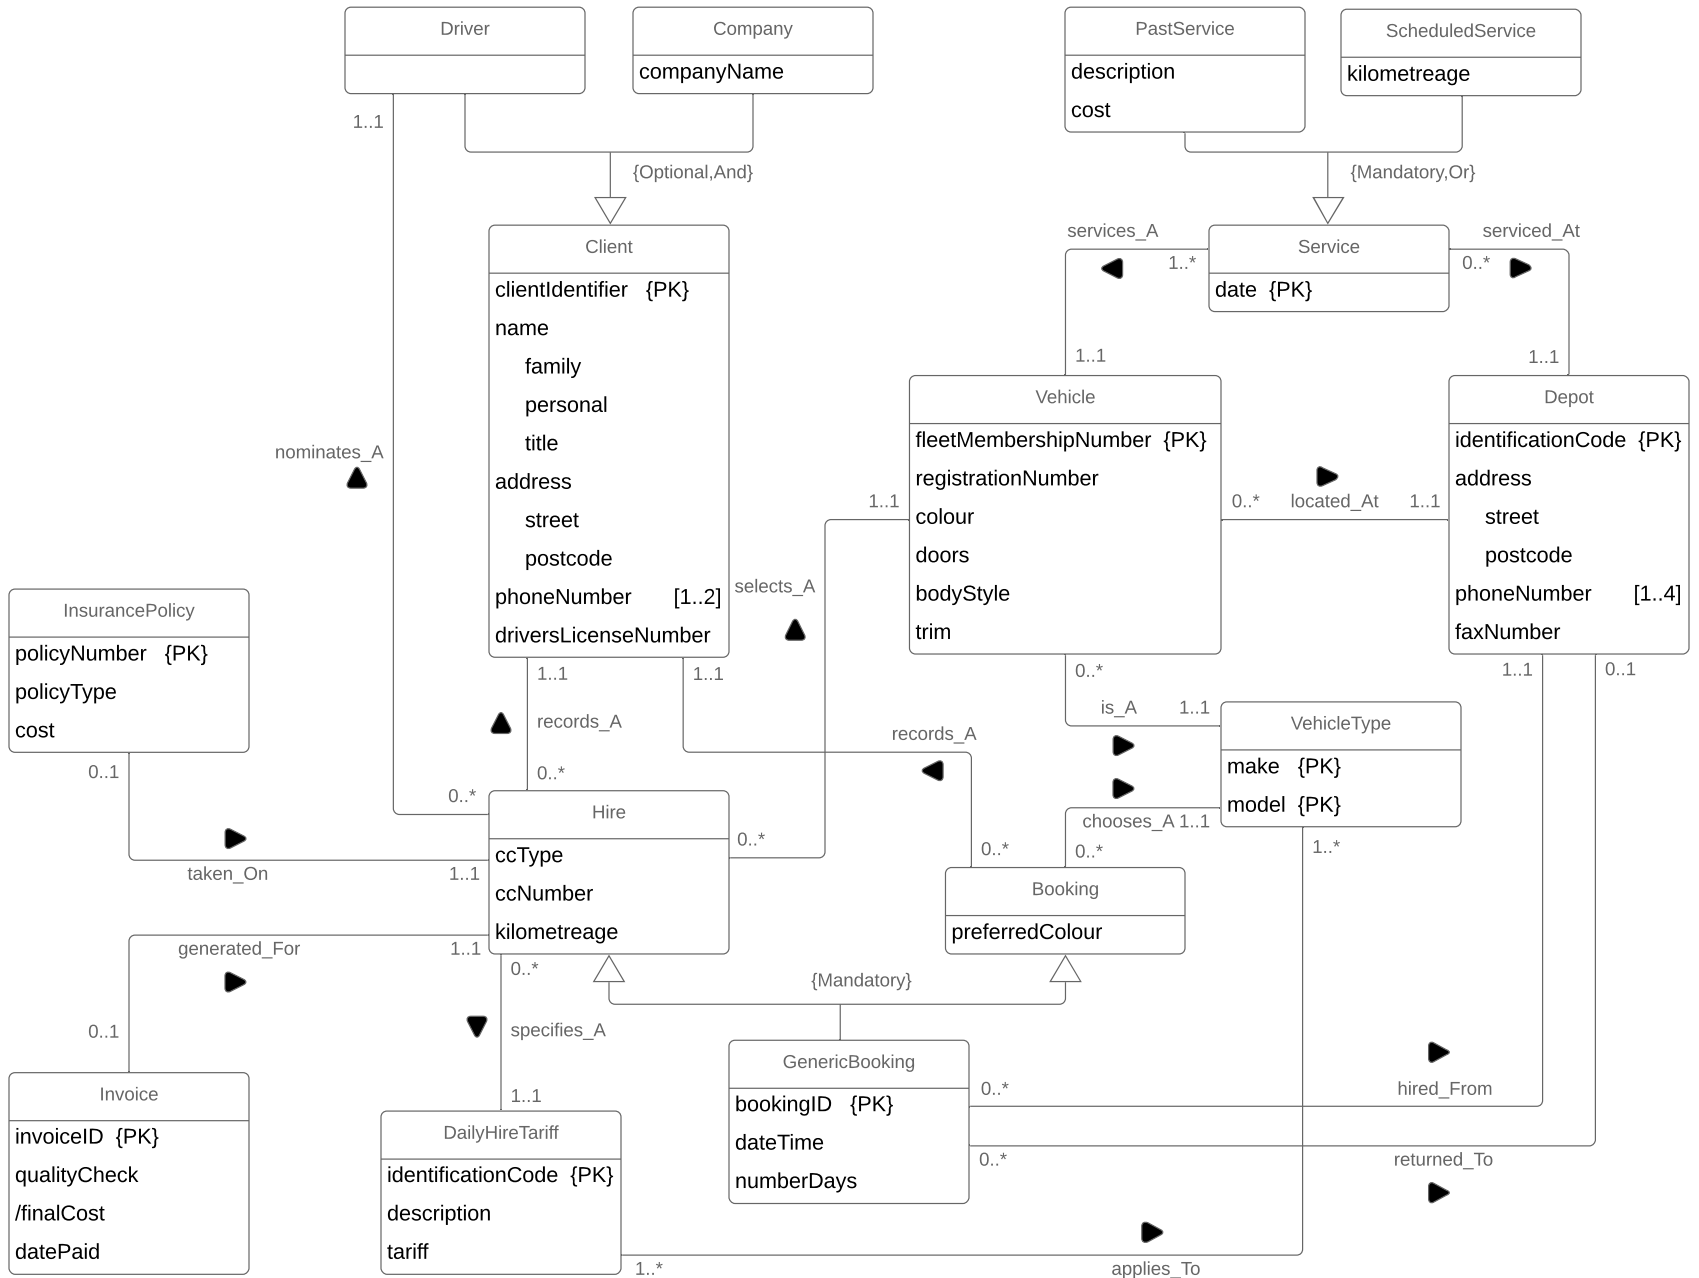 Driver
Company
companyName
PastService
description
cost
ScheduledService
kilometreage
1..1
{Optional,And}
{Mandatory,Or}
Client
clientIdentifier {PK}
name
family
personal
title
address
street
postcode
phoneNumber [1..2]
driversLicenseNumber
services_A
1..*
Service
date {PK}
serviced_At
0..*
1..1
1..1
nominates_A
Vehicle
fleetMembershipNumber {PK}
registrationNumber
colour
doors
bodyStyle
trim
Depot
identificationCode {PK}
address
street
postcode
phoneNumber [1..4]
faxNumber
1..1
0..*
located_At
1..1
selects_A
InsurancePolicy
policyNumber {PK}
policyType
cost
1..1
1..1
0..*
1..1
0..1
records_A
records_A
is_A
1..1
VehicleType
make {PK}
model {PK}
0..1
0..*
0..*
chooses_A
1..1
1..*
Hire
ccType
ccNumber
kilometreage
0..*
0..*
0..*
taken_On
1..1
Booking
preferredColour
generated_For
1..1
0..*
{Mandatory}
0..1
specifies_A
GenericBooking
bookingID {PK}
dateTime
numberDays
0..*
hired_From
1..1
Invoice
invoiceID {PK}
qualityCheck
/finalCost
datePaid
DailyHireTariff
identificationCode {PK}
description
tariff
0..*
returned_To
1..*
applies_To